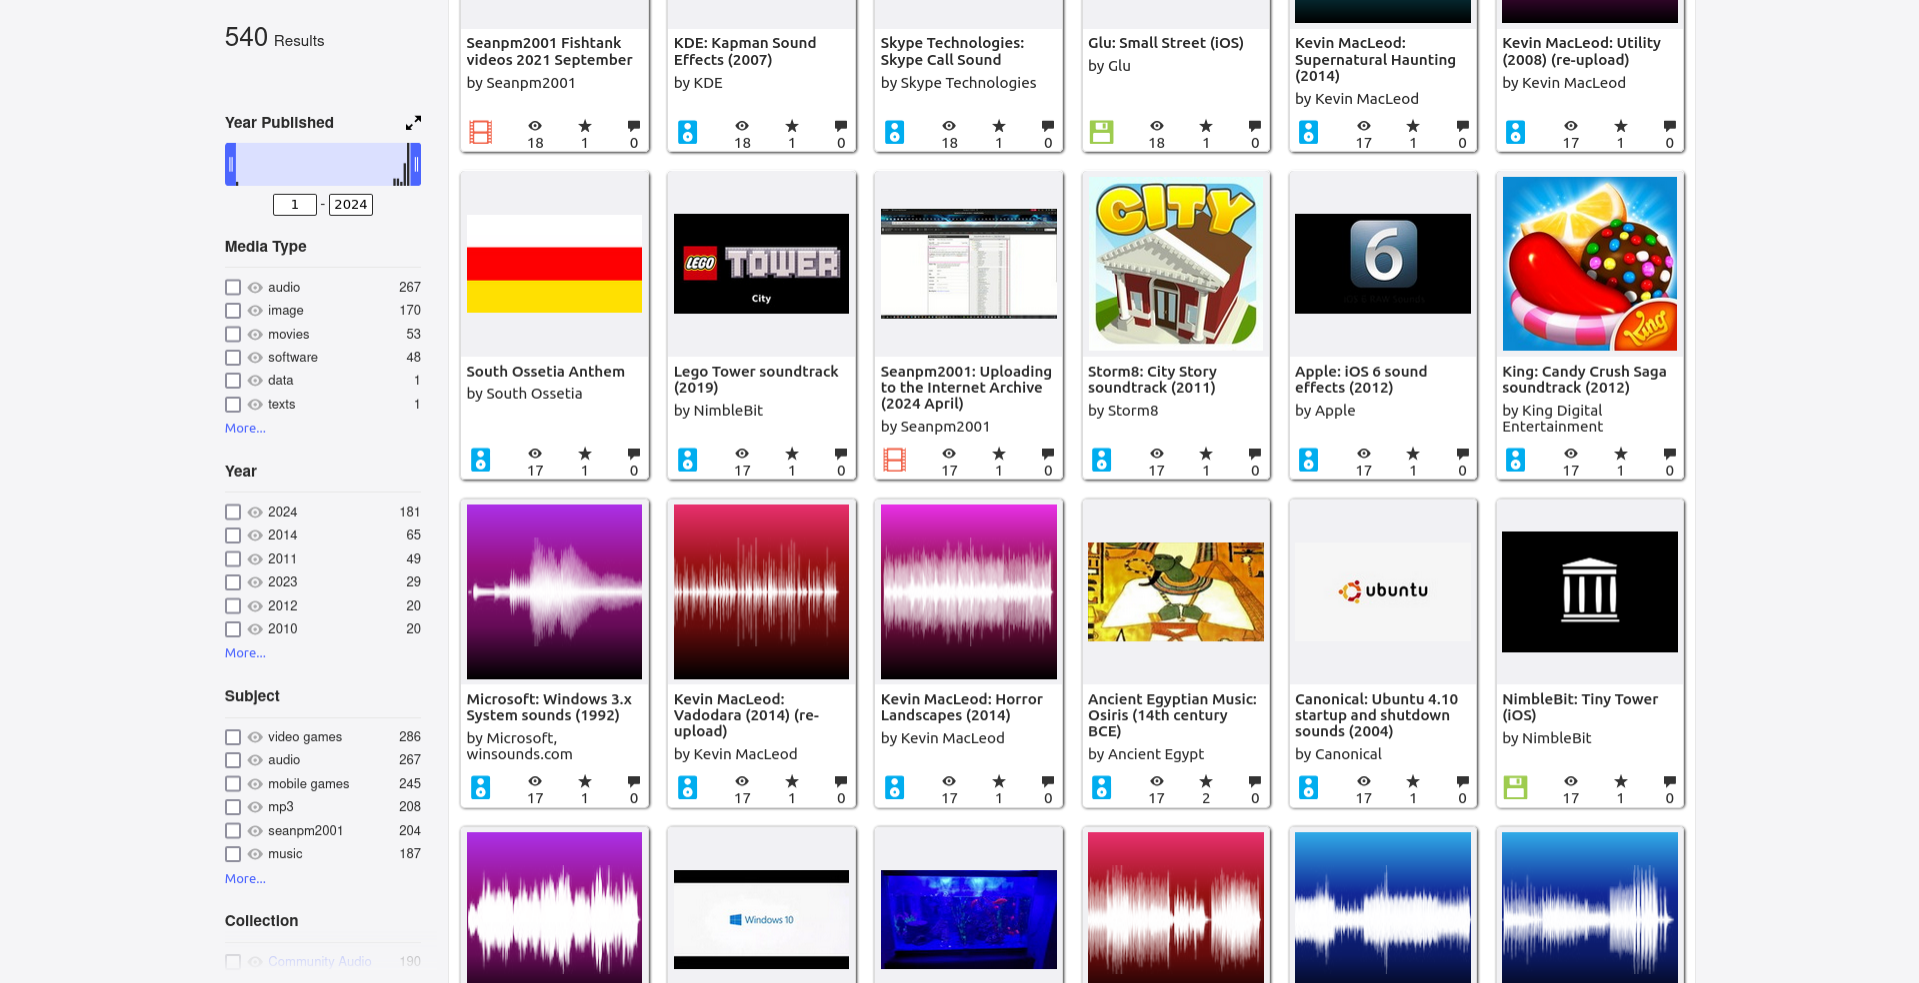 540 Results
Year Published
1 - 2024
Media Type
audio 267
image 170
movies 53
software 48
data 1
texts 1
More...
Year
2024 181
2014 65
2011 49
2023 29
2012 20
2010 20
More...
Subject
video games 286
audio 267
mobile games 245
mp3 208
seanpm2001 204
music 187
More...
Collection
Community Audio 190
Seanpm2001 Fishtank
videos 2021 September
by Seanpm2001
18 1 0
KDE: Kapman Sound
Effects (2007)
by KDE
18 1 0
Skype Technologies:
Skype Call Sound
by Skype Technologies
18 1 0
Glu: Small Street (iOS)
by Glu
18 1 0
Kevin MacLeod:
Supernatural Haunting
(2014)
by Kevin MacLeod
17 1 0
Kevin MacLeod: Utility
(2008) (re-upload)
by Kevin MacLeod
17 1 0
South Ossetia Anthem
by South Ossetia
17 1 0
LEGO TOWER
City
Lego Tower soundtrack
(2019)
by NimbleBit
17 1 0
Seanpm2001: Uploading
to the Internet Archive
(2024 April)
by Seanpm2001
17 1 0
CITY
Storm8: City Story
soundtrack (2011)
by Storm8
17 1 0
6
iOS 6 RAW Sounds
Apple: iOS 6 sound
effects (2012)
by Apple
17 1 0
King
King: Candy Crush Saga
soundtrack (2012)
by King Digital
Entertainment
17 1 0
Microsoft: Windows 3.x
System sounds (1992)
by Microsoft,
winsounds.com
17 1 0
Kevin MacLeod:
Vadodara (2014) (re-
upload)
by Kevin MacLeod
17 1 0
Kevin MacLeod: Horror
Landscapes (2014)
by Kevin MacLeod
17 1 0
Ancient Egyptian Music:
Osiris (14th century
BCE)
by Ancient Egypt
17 2 0
ubuntu
Canonical: Ubuntu 4.10
startup and shutdown
sounds (2004)
by Canonical
17 1 0
NimbleBit: Tiny Tower
(iOS)
by NimbleBit
17 1 0
Windows 10